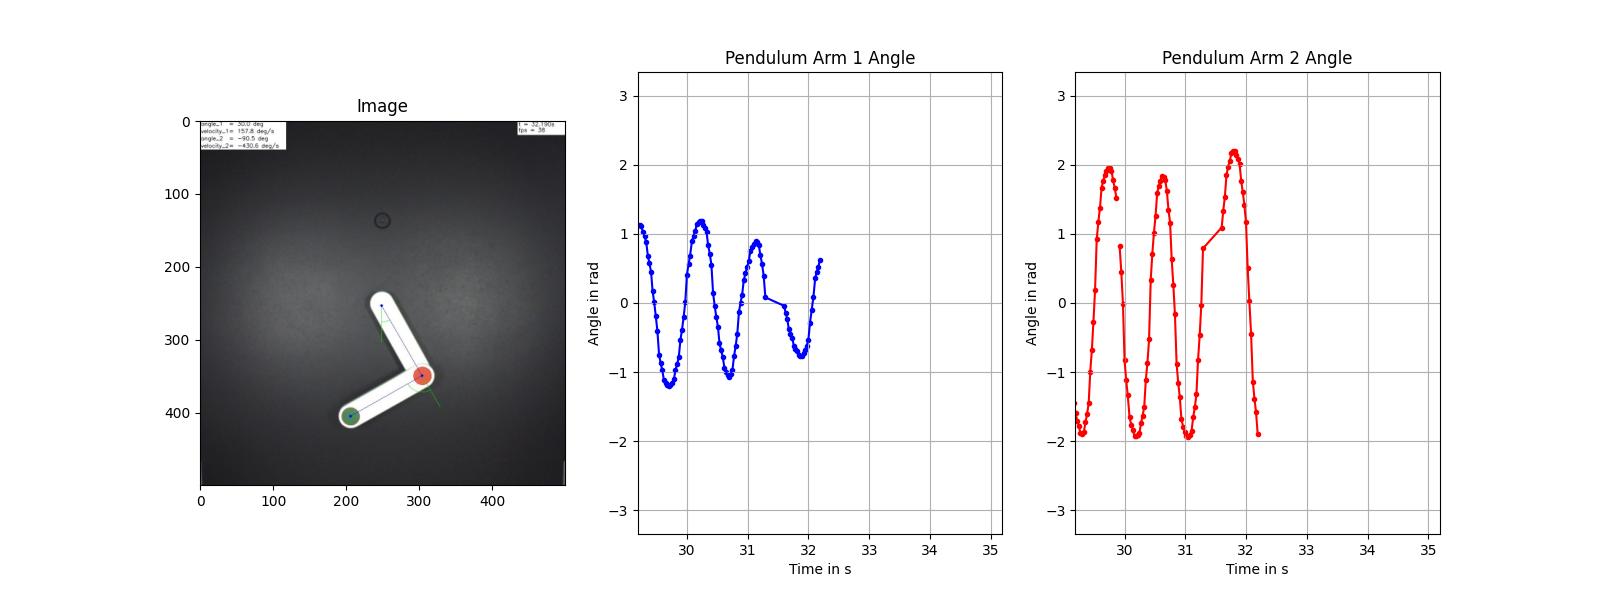 Image
Pendulum Arm 1 Angle
Pendulum Arm 2 Angle
angle_1 = 30.0 deg
velocity_1= 157.8 deg/s
angle_2 = -90.5 deg
velocity_2= -430.6 deg/s
t = 32.190s
fps = 38
0
100
200
300
400
0 100 200 300 400
Angle in rad
3
2
1
0
−1
−2
−3
30 31 32 33 34 35
Time in s
Angle in rad
3
2
1
0
−1
−2
−3
30 31 32 33 34 35
Time in s